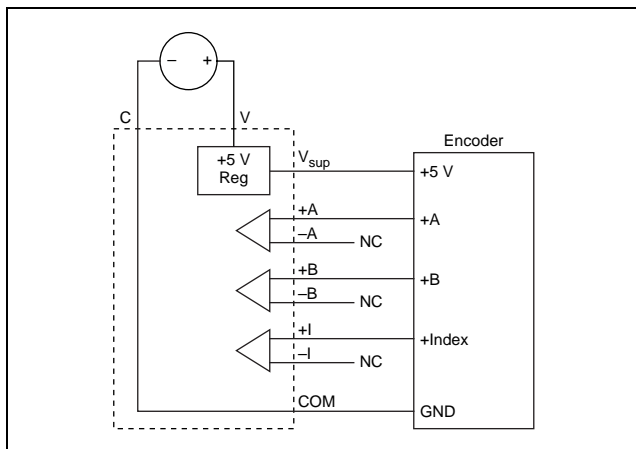 – +
C V
Encoder
+5 V
Reg
Vsup
+5 V
+A
+A
–A
NC
+B
+B
–B
NC
+I
+Index
–I
NC
COM
GND